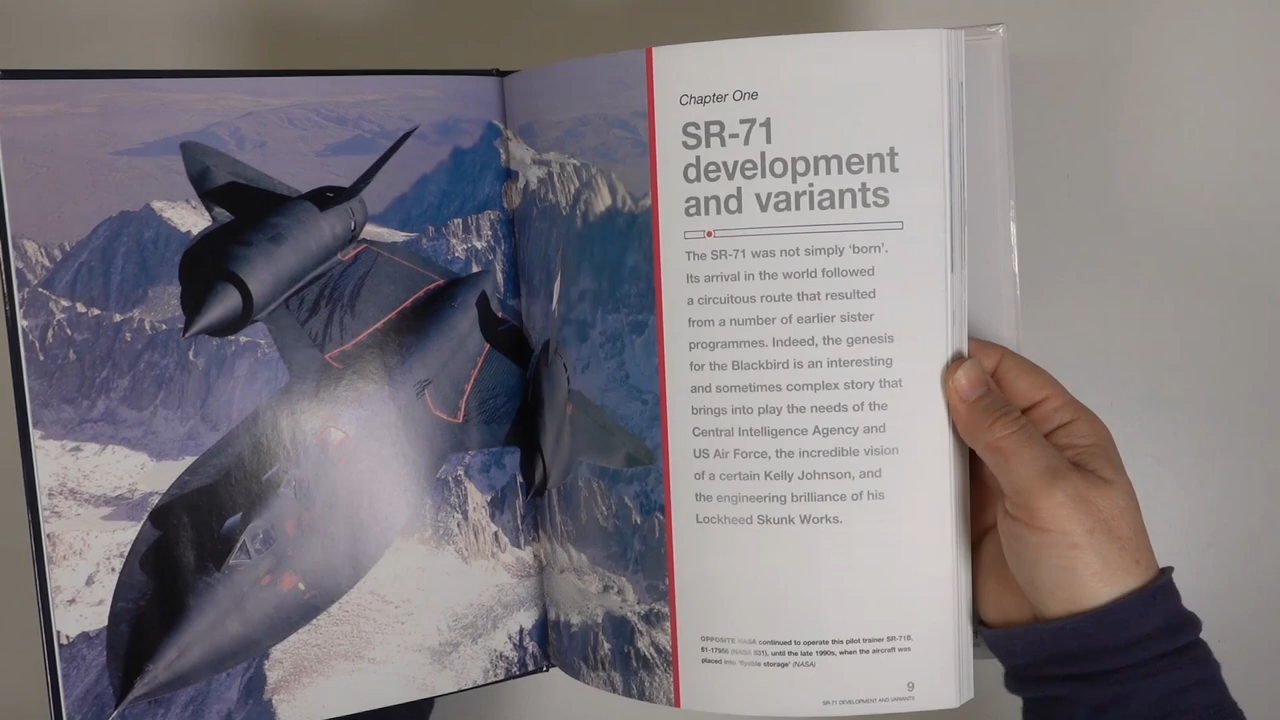 Chapter One
SR-71
development
and variants
The SR-71 was not simply ‘born’.
Its arrival in the world followed
a circuitous route that resulted
from a number of earlier sister
programmes. Indeed, the genesis
for the Blackbird is an interesting
and sometimes complex story that
brings into play the needs of the
Central Intelligence Agency and
US Air Force, the incredible vision
of a certain Kelly Johnson, and
the engineering brilliance of his
Lockheed Skunk Works.
OPPOSITE NASA continued to operate this pilot trainer SR-71B,
61-17956 (NASA 831), until the late 1990s, when the aircraft was
placed into ‘flyable storage’ (NASA)
9
SR-71 DEVELOPMENT AND VARIANTS